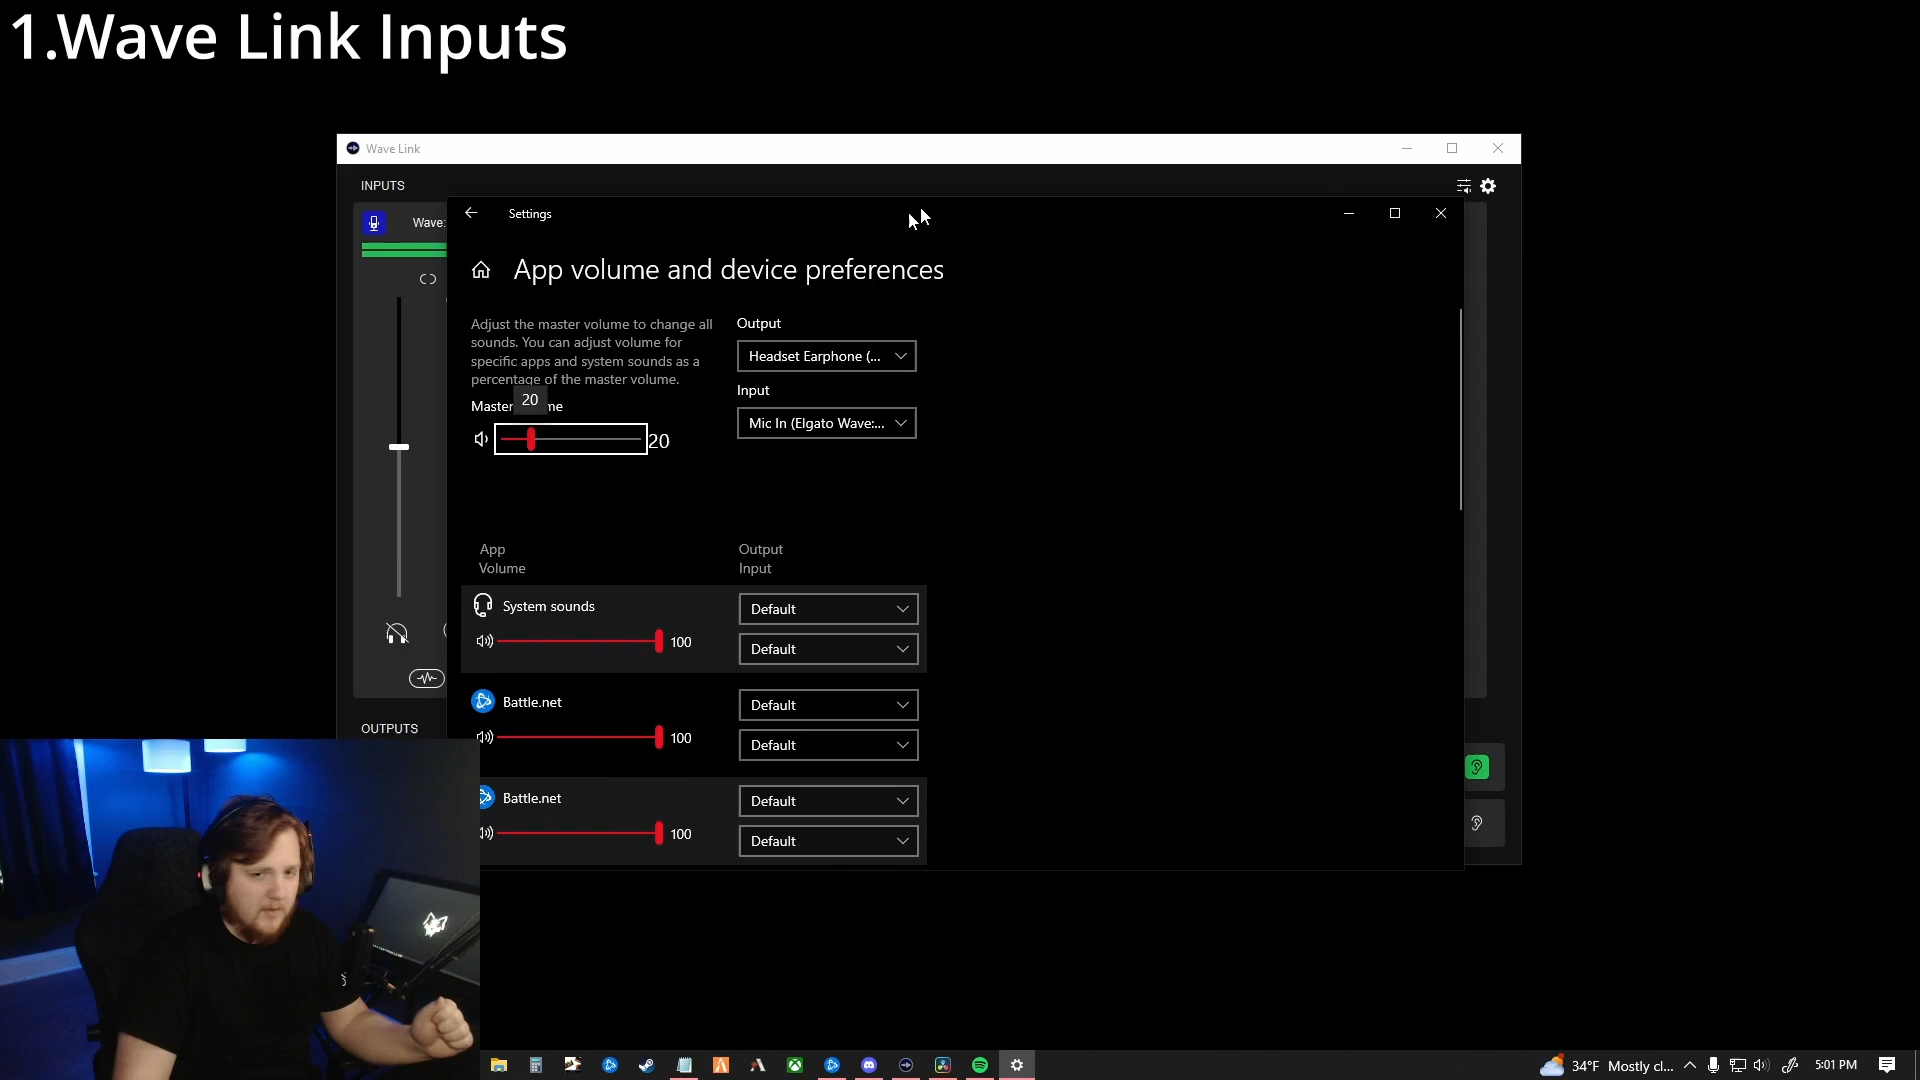 1.Wave Link Inputs
Wave Link
INPUTS
Wave:
Settings
App volume and device preferences
Adjust the master volume to change all
sounds. You can adjust volume for
specific apps and system sounds as a
percentage of the master volume.
Output
Headset Earphone (...
Input
Mic In (Elgato Wave:...
20
Master
me
20
App
Volume
Output
Input
System sounds
Default
100
Default
Battle.net
Default
100
Default
Battle.net
Default
100
Default
OUTPUTS
34°F Mostly cl...
5:01 PM